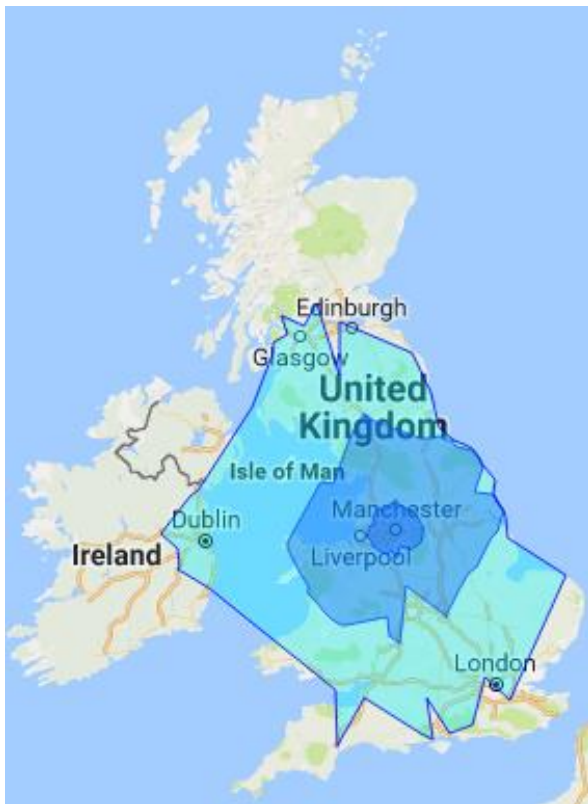 Edinburgh
Glasgow
United
Kingdom
Isle of Man
Manchester
Dublin
Liverpool
Ireland
London